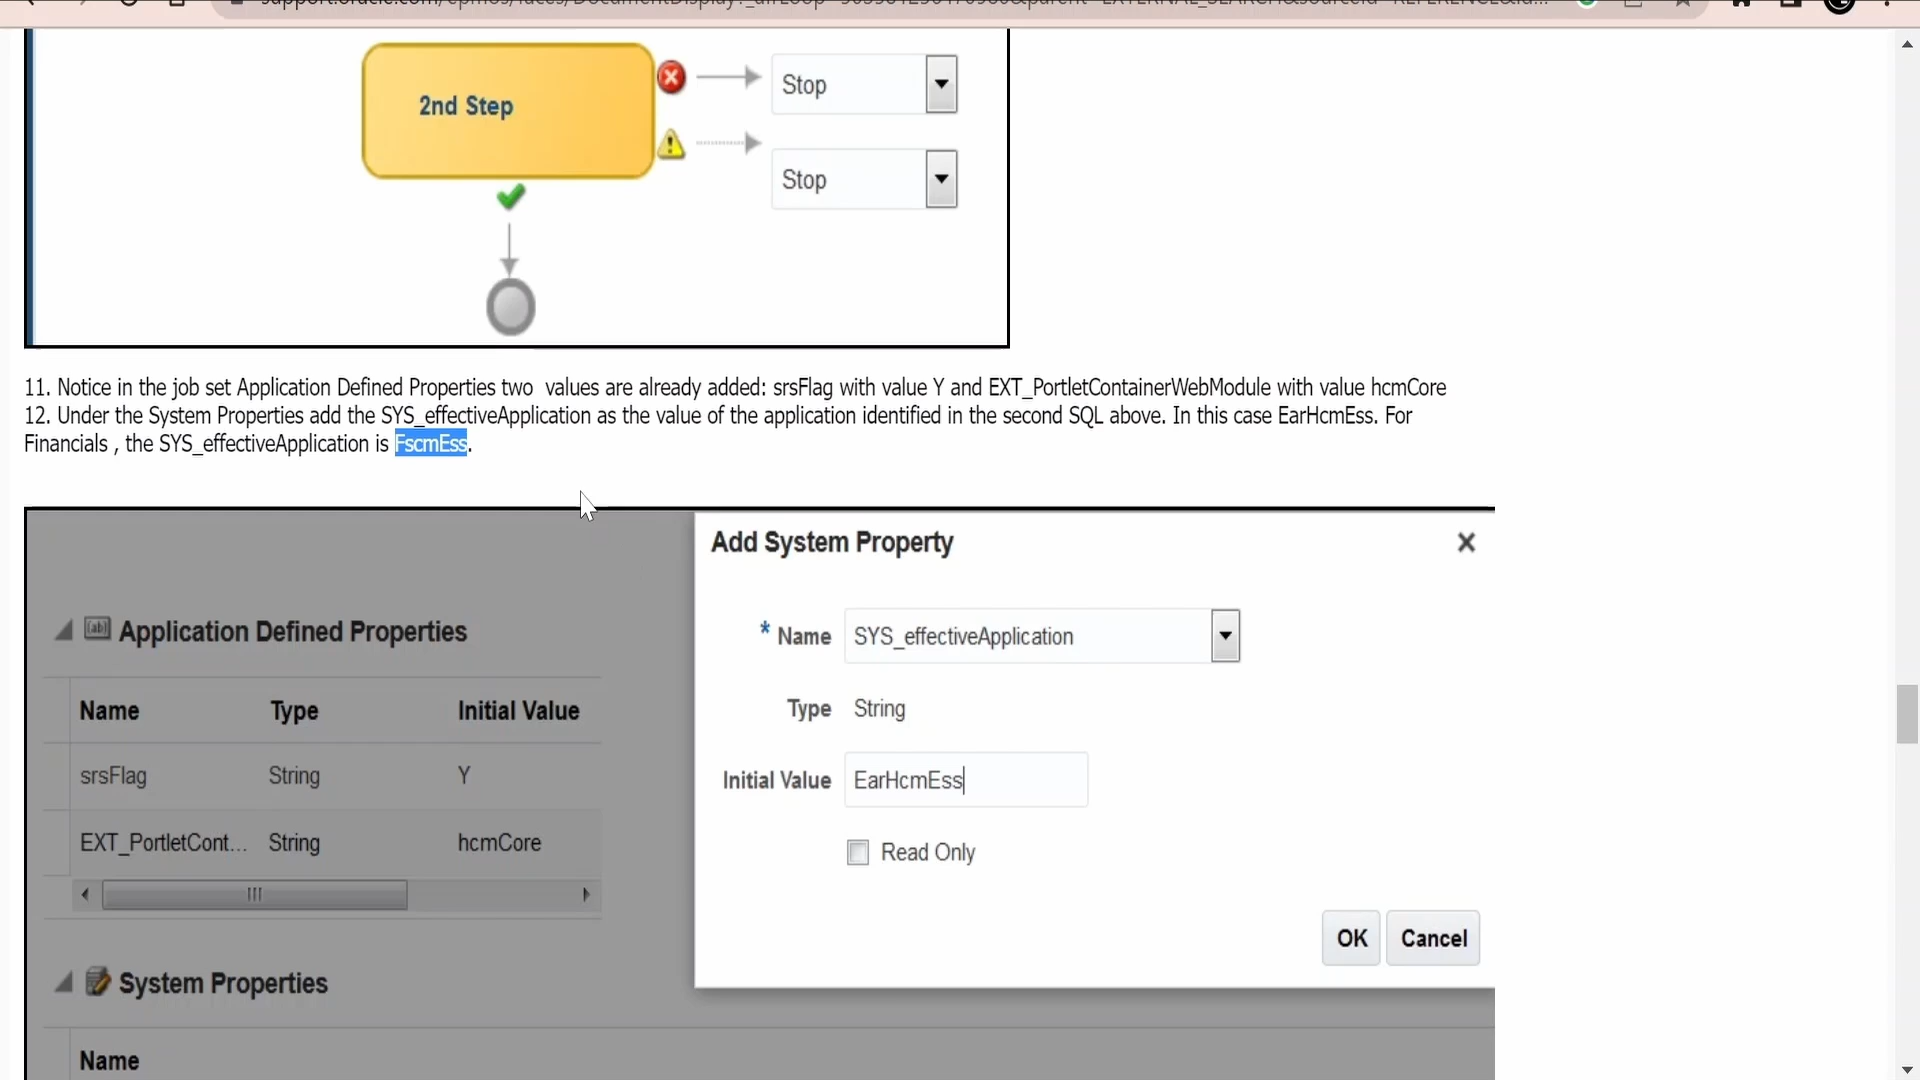 2nd Step
Stop
Stop
11. Notice in the job set Application Defined Properties two  values are already added: srsFlag with value Y and EXT_PortletContainerWebModule with value hcmCore
12. Under the System Properties add the SYS_effectiveApplication as the value of the application identified in the second SQL above. In this case EarHcmEss. For
Financials , the SYS_effectiveApplication is FscmEss.
Add System Property
* Name SYS_effectiveApplication
Type String
Initial Value EarHcmEss
Read Only
OK Cancel
Application Defined Properties
Name Type Initial Value
srsFlag String Y
EXT_PortletCont... String hcmCore
System Properties
Name